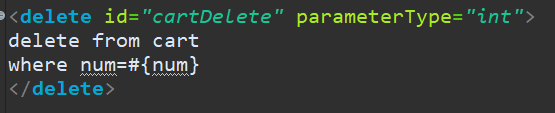 <delete id="cartDelete" parameterType="int">
delete from cart
where num=#{num}
</delete>